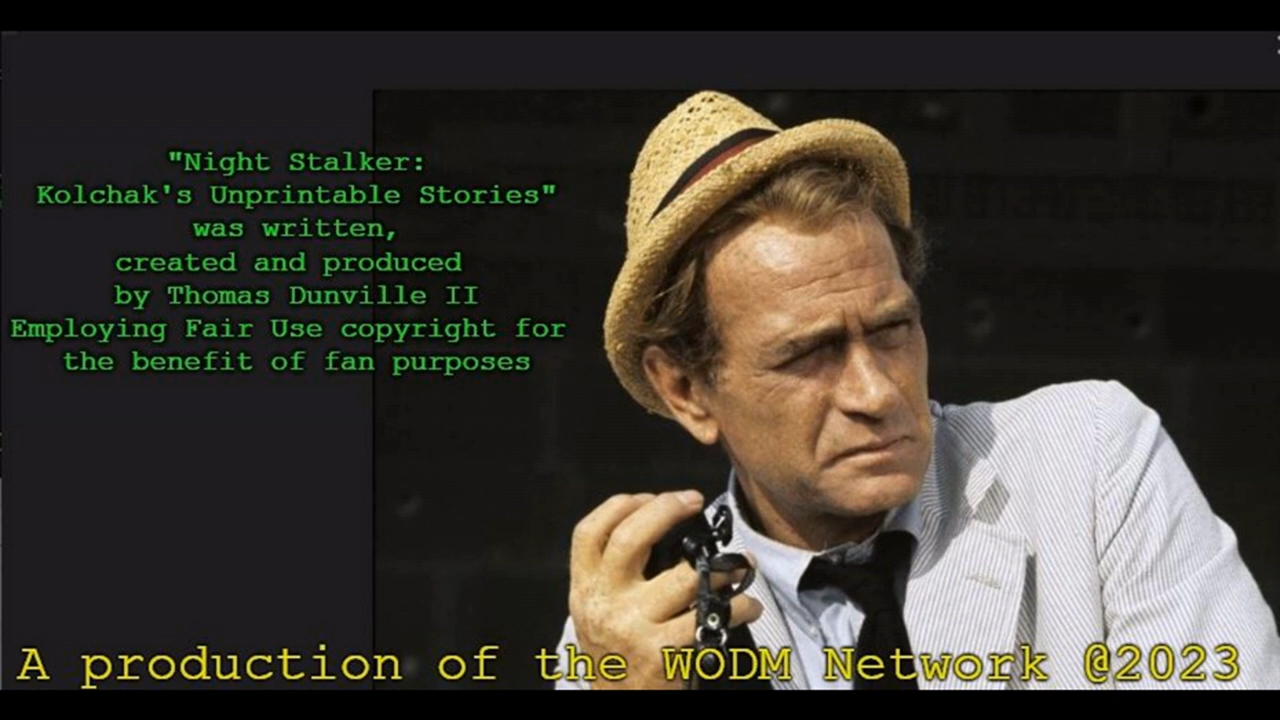 "Night Stalker:
Kolchak's Unprintable Stories"
was written,
created and produced
by Thomas Dunville II
Employing Fair Use copyright for
the benefit of fan purposes
A production of the WODM Network @2023